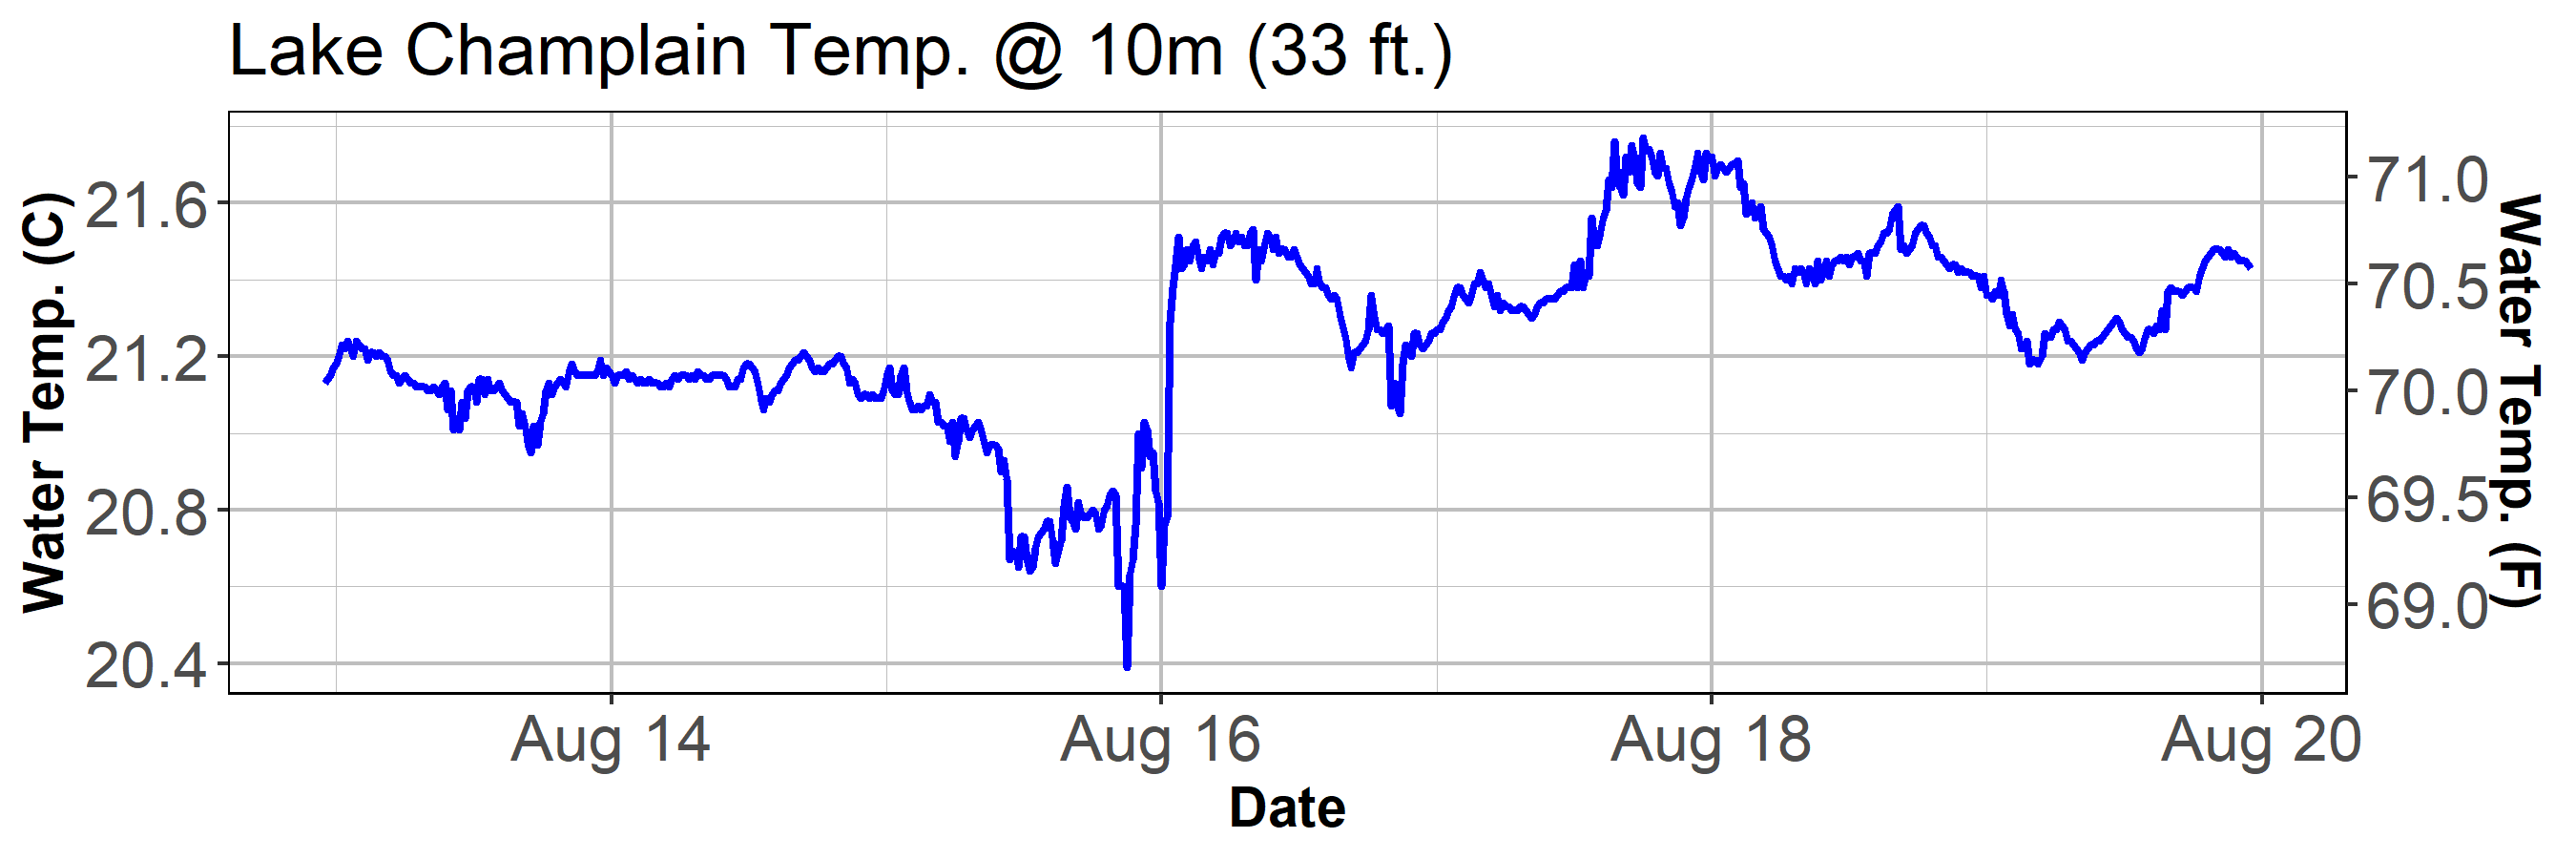 Lake Champlain Temp. @ 10m (33 ft.)
Water Temp. (C)
21.6
21.2
20.8
20.4
71.0
70.5
70.0
69.5
69.0
Water Temp. (F)
Aug 14 Aug 16 Aug 18 Aug 20
Date